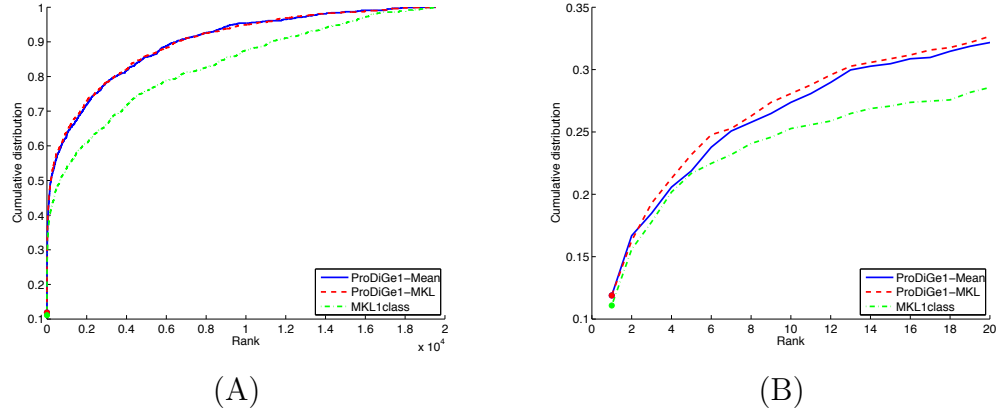 1
0.9
0.8
0.7
0.6
0.5
0.4
0.3
0.2
0.1
Cumulative distribution
0 0.2 0.4 0.6 0.8 1 1.2 1.4 1.6 1.8 2
x 10^4
Rank
ProDiGe1−Mean
ProDiGe1−MKL
MKL1class
(A)
0.35
0.3
0.25
0.2
0.15
0.1
Cumulative distribution
0 2 4 6 8 10 12 14 16 18 20
Rank
ProDiGe1−Mean
ProDiGe1−MKL
MKL1class
(B)